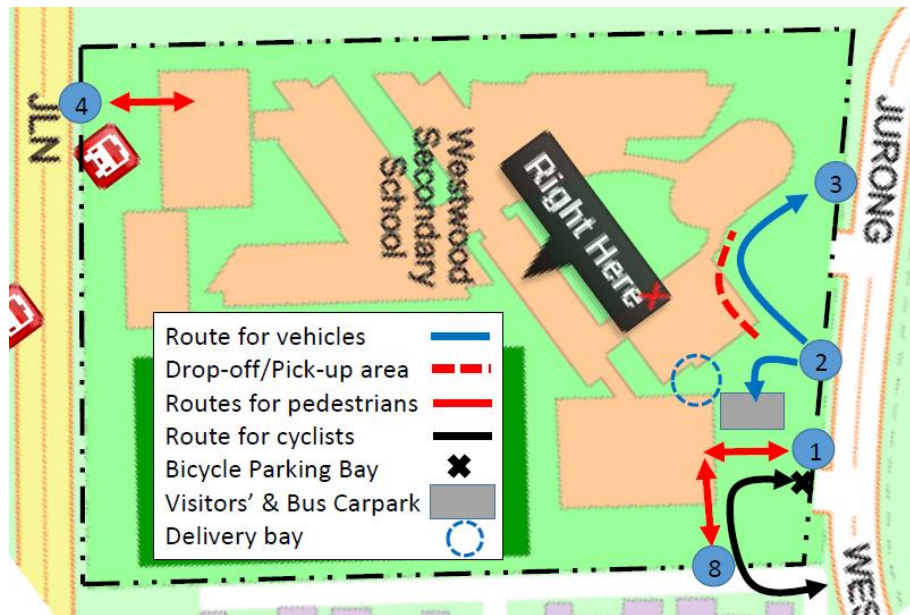 4
JLN
Westwood
Secondary
School
Right Here
3
JURONG
2
1
8
WES
Route for vehicles
Drop-off/Pick-up area
Routes for pedestrians
Route for cyclists
Bicycle Parking Bay
Visitors' & Bus Carpark
Delivery bay